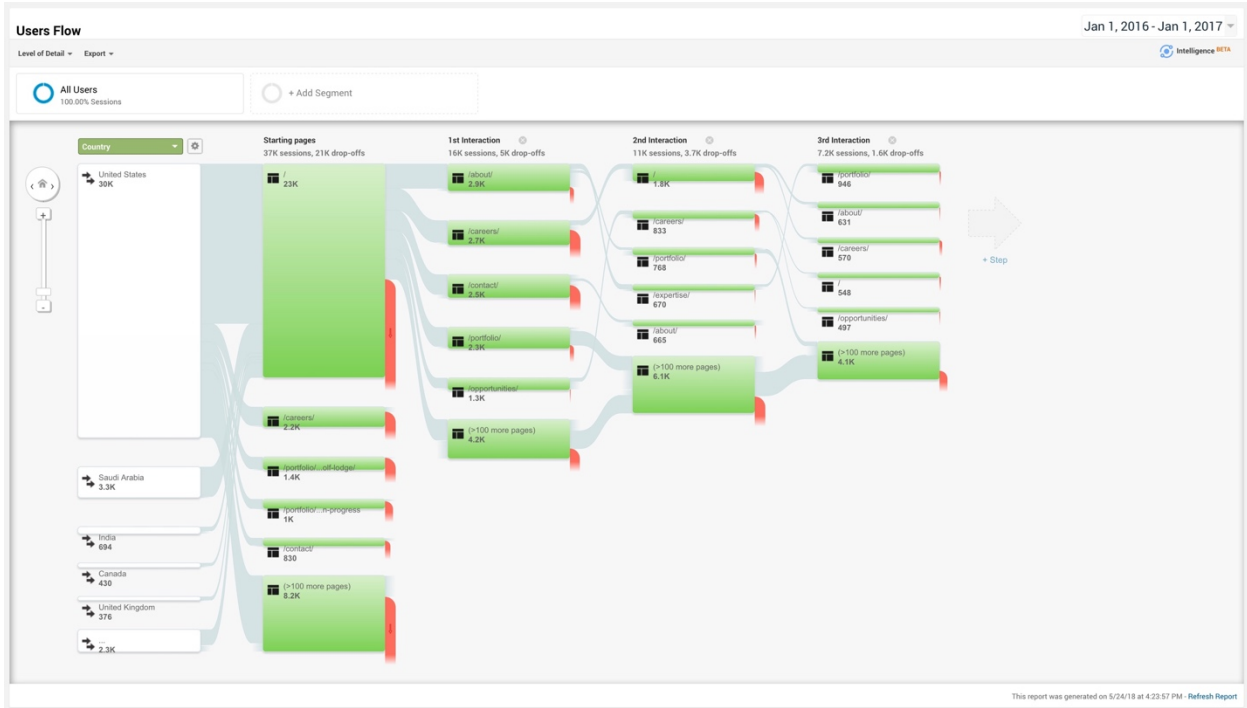 Users Flow
Jan 1, 2016 - Jan 1, 2017
Level of Detail
Export
Intelligence BETA
All Users
100.00% Sessions
+ Add Segment
Country
United States
30K
Saudi Arabia
3.3K
India
694
Canada
430
United Kingdom
376
...
2.3K
+
-
Starting pages
37K sessions, 21K drop-offs
/
23K
/careers/
2.2K
/portfolio/...olf-lodge/
1.4K
/portfolio/...n-progress
1K
/contact/
830
(>100 more pages)
8.2K
1st Interaction
16K sessions, 5K drop-offs
/about/
2.9K
/careers/
2.7K
/contact/
2.5K
/portfolio/
2.3K
/opportunities/
1.3K
(>100 more pages)
4.2K
2nd Interaction
11K sessions, 3.7K drop-offs
/
1.8K
/careers/
833
/portfolio/
768
/expertise/
670
/about/
665
(>100 more pages)
6.1K
3rd Interaction
7.2K sessions, 1.6K drop-offs
/portfolio/
946
/about/
631
/careers/
570
/
548
/opportunities/
497
(>100 more pages)
4.1K
+ Step
This report was generated on 5/24/18 at 4:23:57 PM - Refresh Report